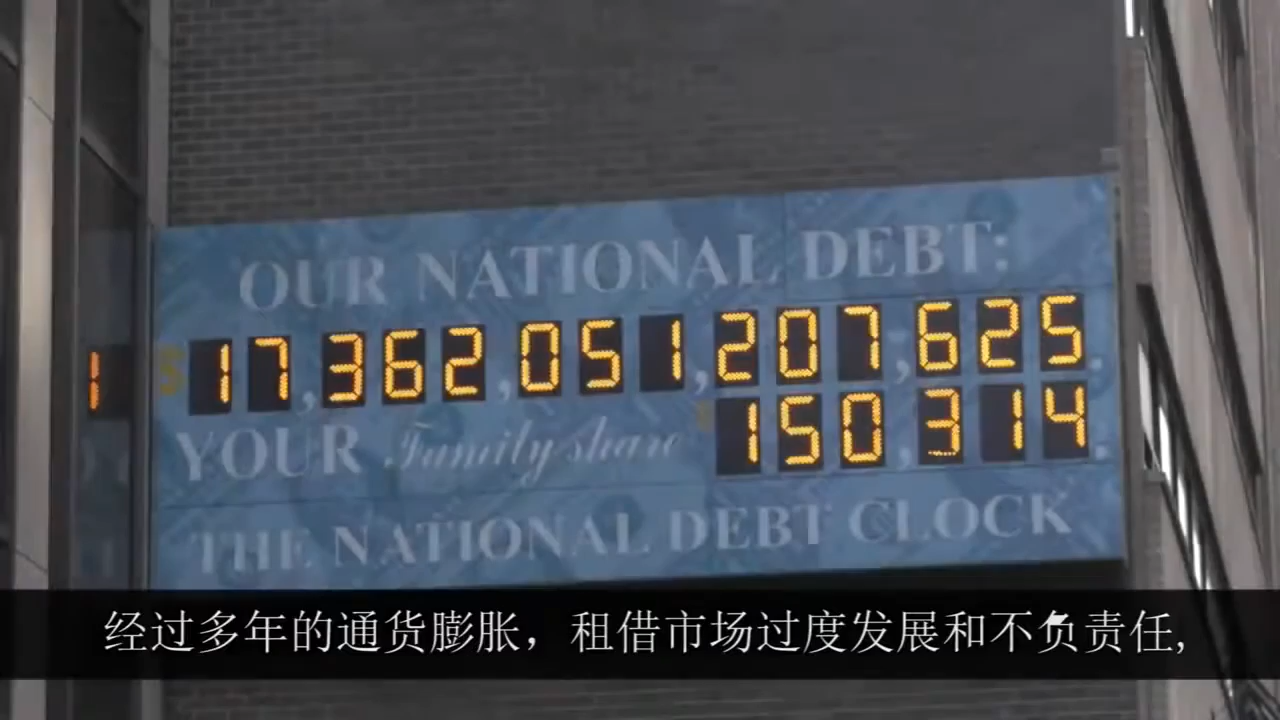 OUR NATIONAL DEBT:
$ 17,362,051,207,625.
YOUR Family share $ 150,314.
THE NATIONAL DEBT CLOCK
经过多年的通货膨胀，租借市场过度发展和不负责任,